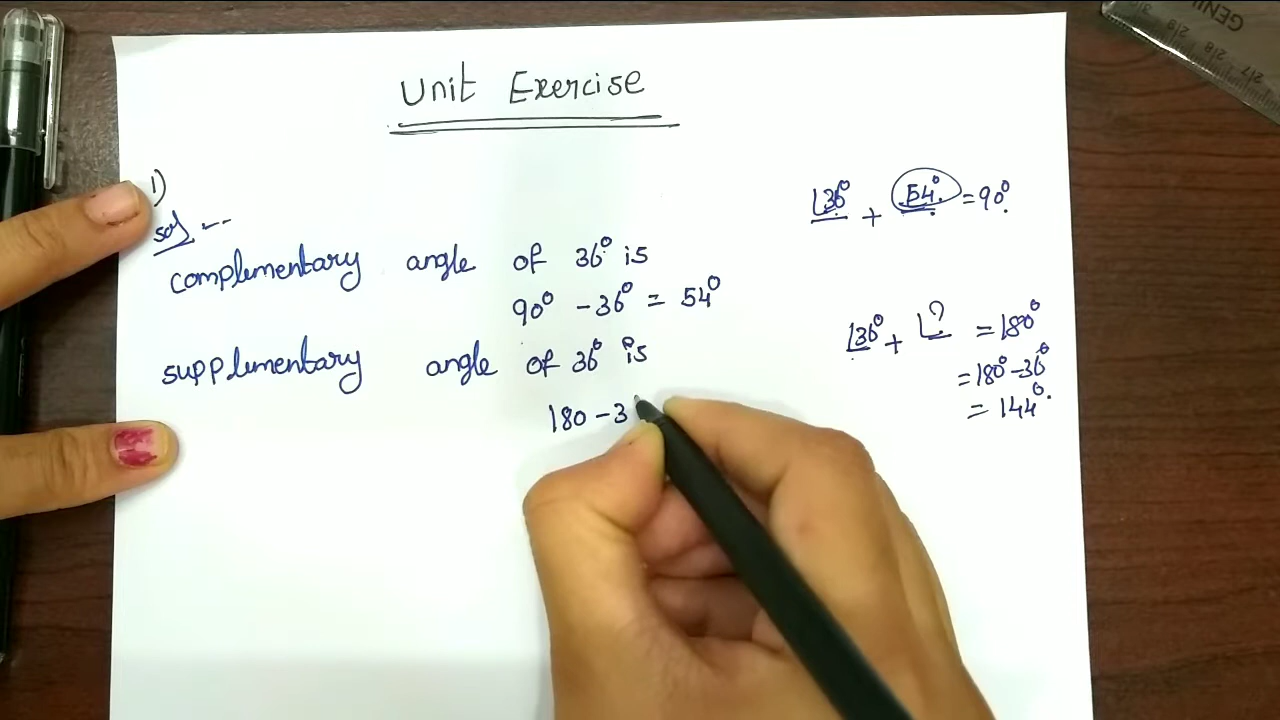 Unit Exercise
1)
sol :--
complementary angle of 36° is
90° - 36° = 54°
supplementary angle of 36° is
180 - 3
∟36° + ∟54° = 90°
∟36° + ∟? = 180°
= 180° - 36°
= 144°.
GENI